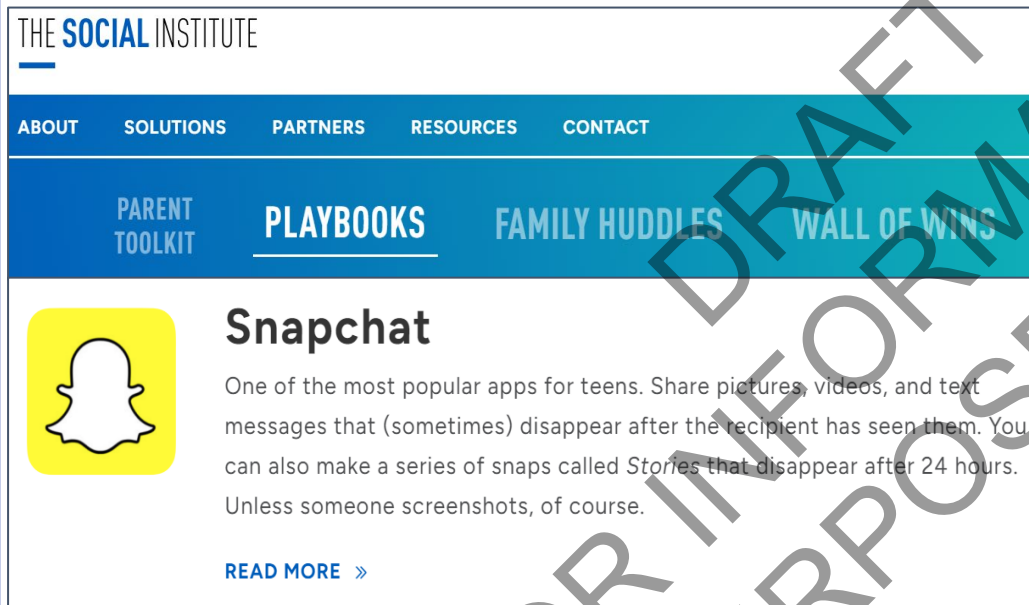 THE SOCIAL INSTITUTE
ABOUT SOLUTIONS PARTNERS RESOURCES CONTACT
PARENT TOOLKIT PLAYBOOKS FAMILY HUDDLES WALL OF WINS
Snapchat
One of the most popular apps for teens. Share pictures, videos, and text
messages that (sometimes) disappear after the recipient has seen them. You
can also make a series of snaps called Stories that disappear after 24 hours.
Unless someone screenshots, of course.
READ MORE »
DRAFT